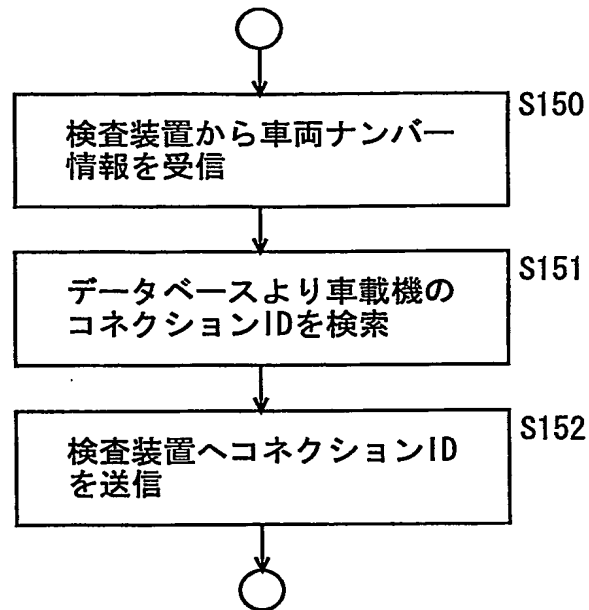 S150
検査装置から車両ナンバー
情報を受信
S151
データベースより車載機の
コネクションIDを検索
S152
検査装置へコネクションID
を送信